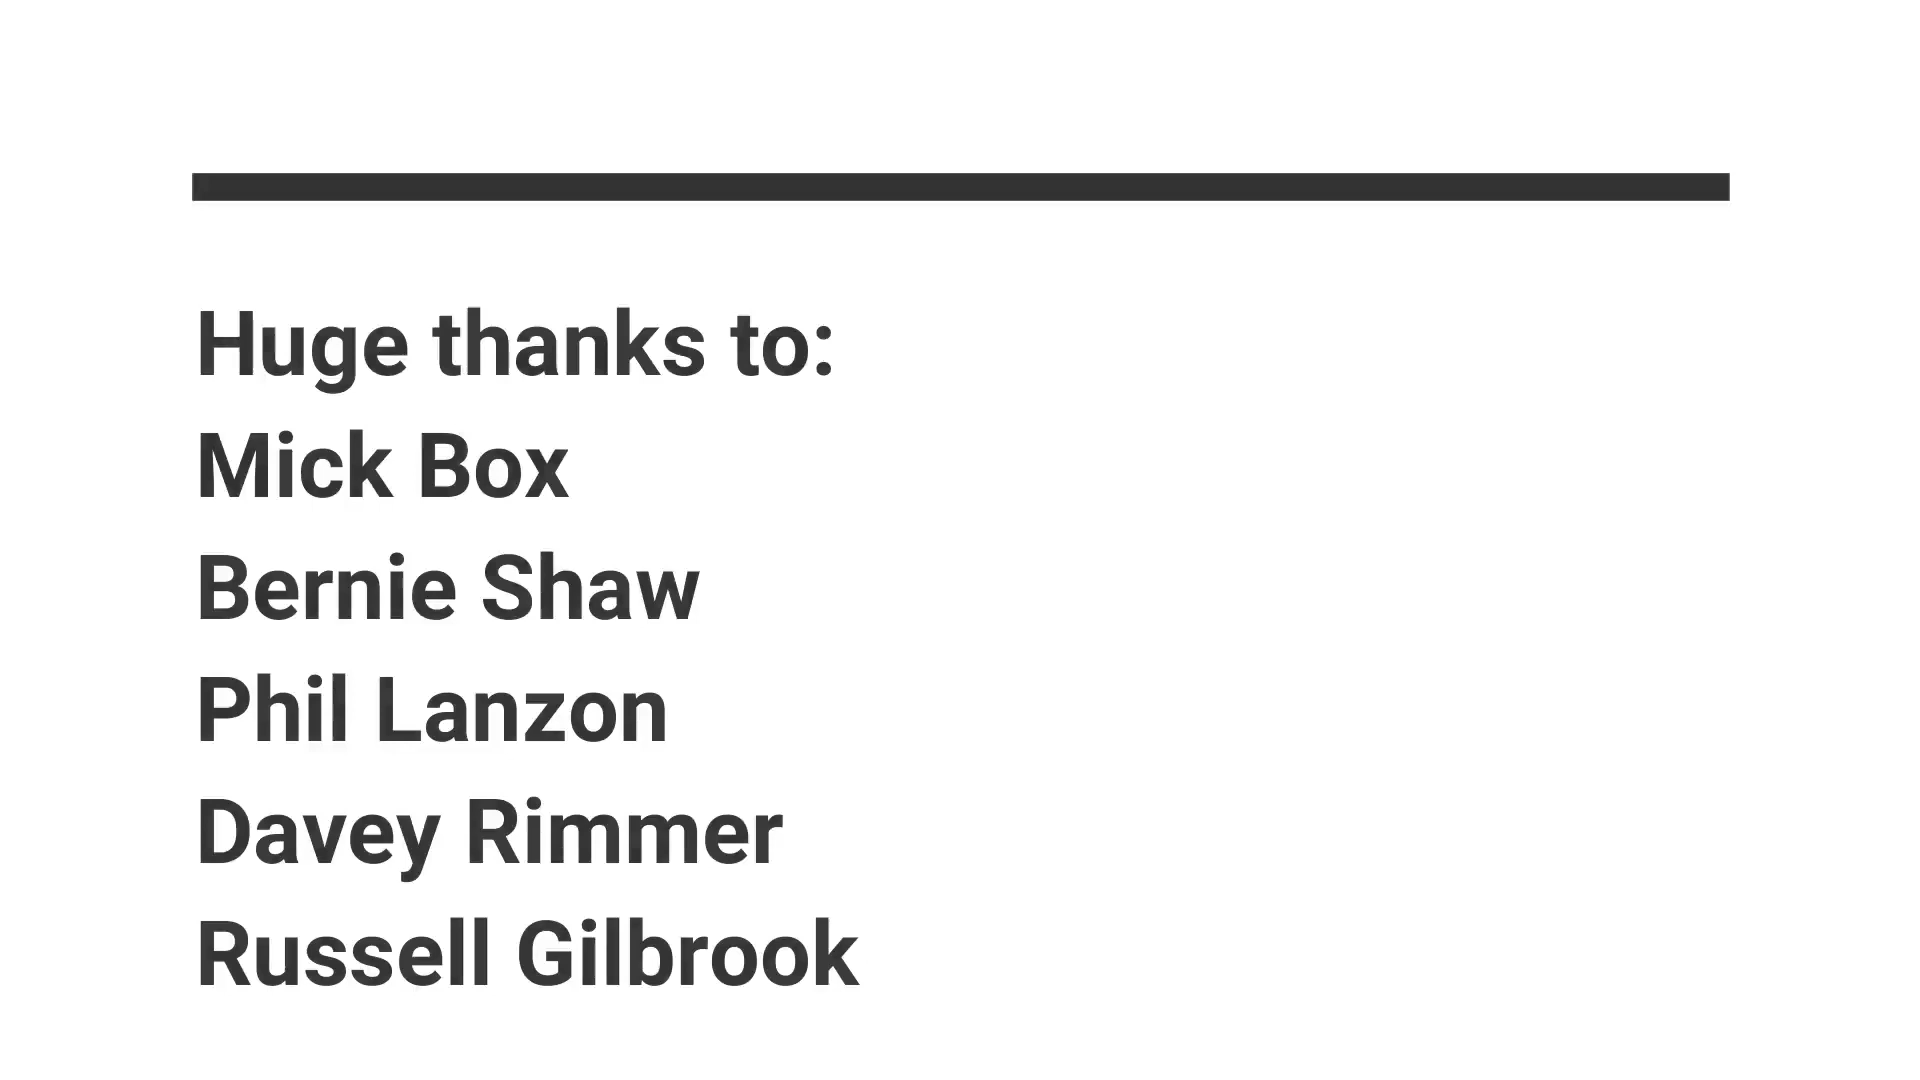 Huge thanks to:
Mick Box
Bernie Shaw
Phil Lanzon
Davey Rimmer
Russell Gilbrook